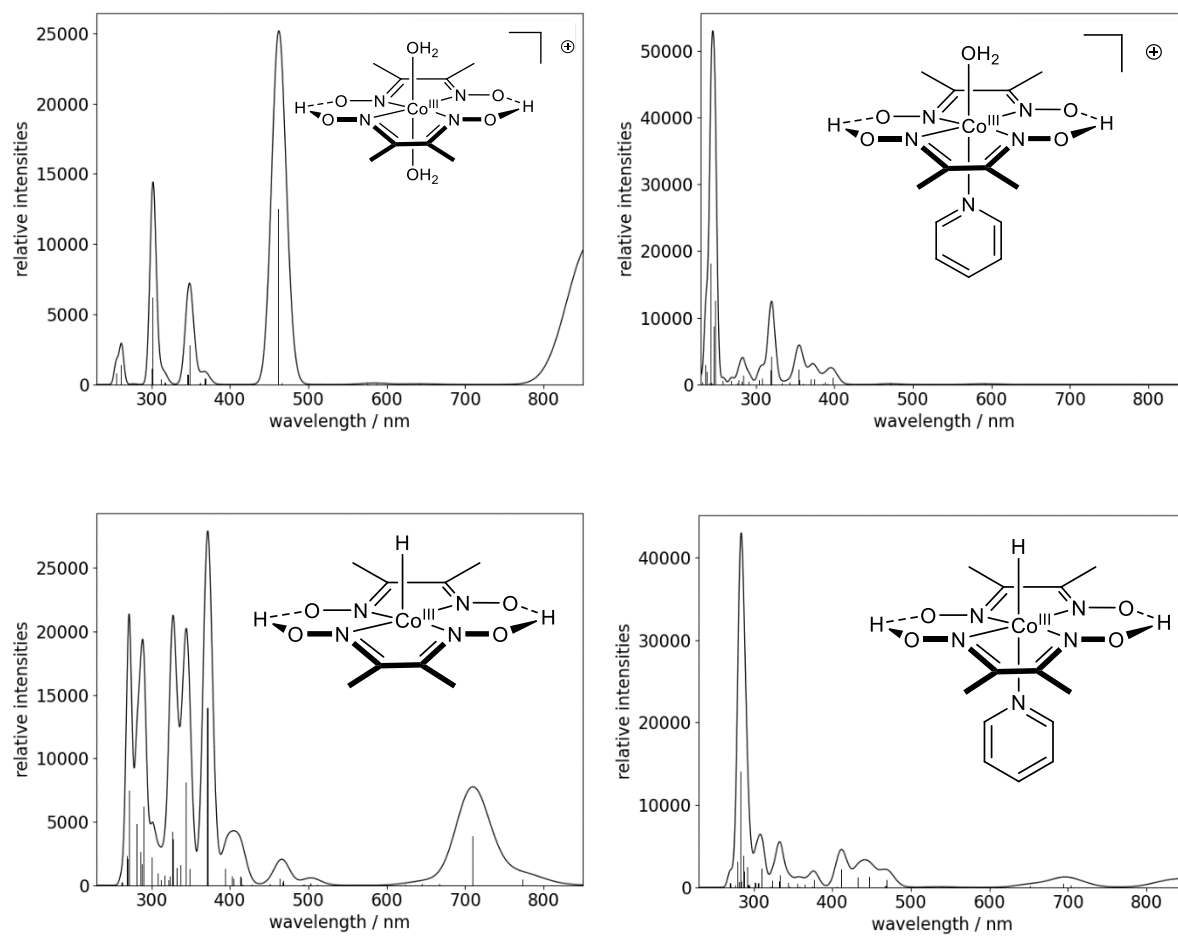 25000
20000
15000
10000
5000
0
relative intensities
300 400 500 600 700 800
wavelength / nm
OH2
⊕
H O N N O H
Co III
O N N O
OH2
50000
40000
30000
20000
10000
0
relative intensities
300 400 500 600 700 800
wavelength / nm
OH2
⊕
H O N N O H
Co III
O N N O
N
25000
20000
15000
10000
5000
0
relative intensities
300 400 500 600 700 800
wavelength / nm
H
H O N N O H
Co III
O N N O
40000
30000
20000
10000
0
relative intensities
300 400 500 600 700 800
wavelength / nm
H
H O N N O H
Co III
O N N O
N